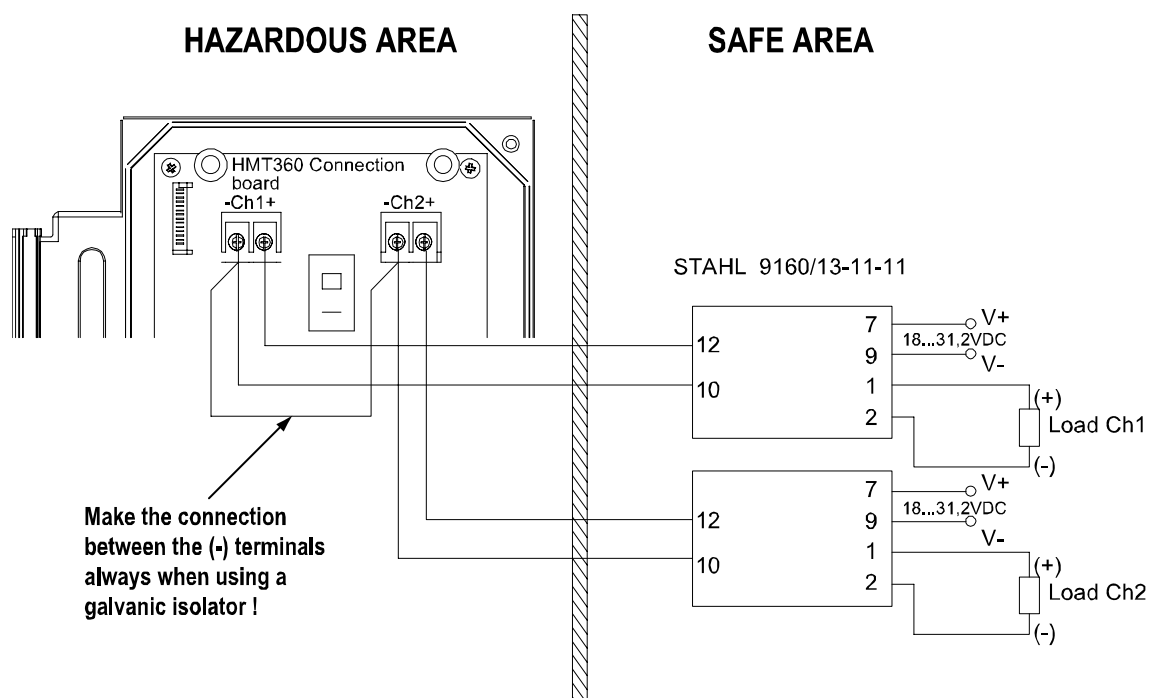 HAZARDOUS AREA
SAFE AREA
HMT360 Connection
board
-Ch1+
-Ch2+
STAHL 9160/13-11-11
12
10
7
9
1
2
V+
18...31,2VDC
V-
(+)
Load Ch1
(-)
12
10
7
9
1
2
V+
18...31,2VDC
V-
(+)
Load Ch2
(-)
Make the connection
between the (-) terminals
always when using a
galvanic isolator !